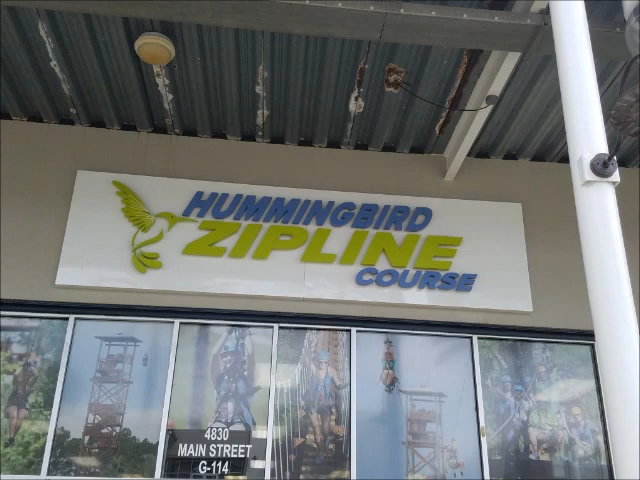 HUMMINGBIRD
ZIPLINE
COURSE
4830
MAIN STREET
G-114